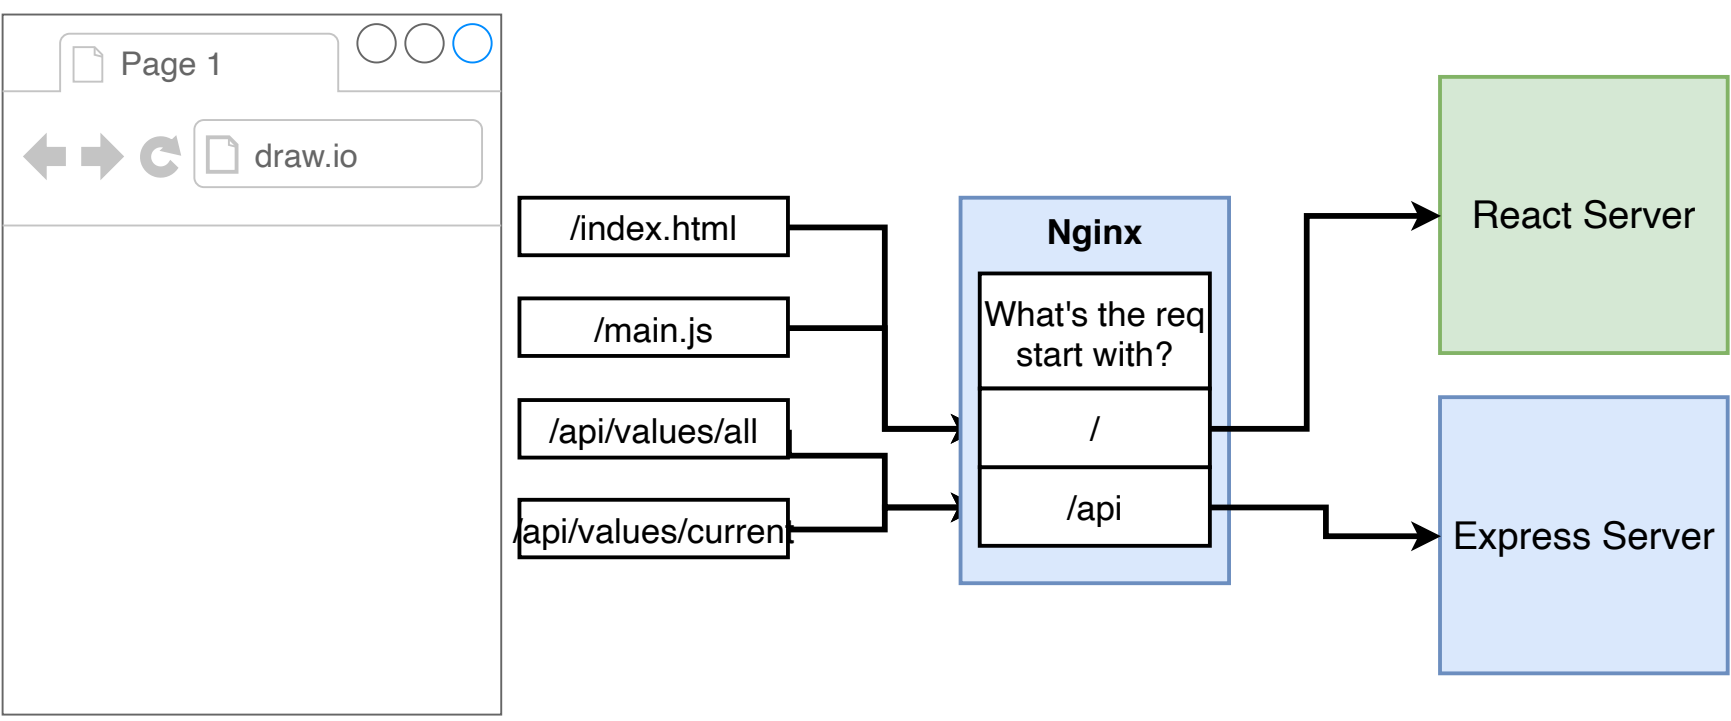 Page 1
draw.io
/index.html
/main.js
/api/values/all
/api/values/current
Nginx
What's the req
start with?
/
/api
React Server
Express Server